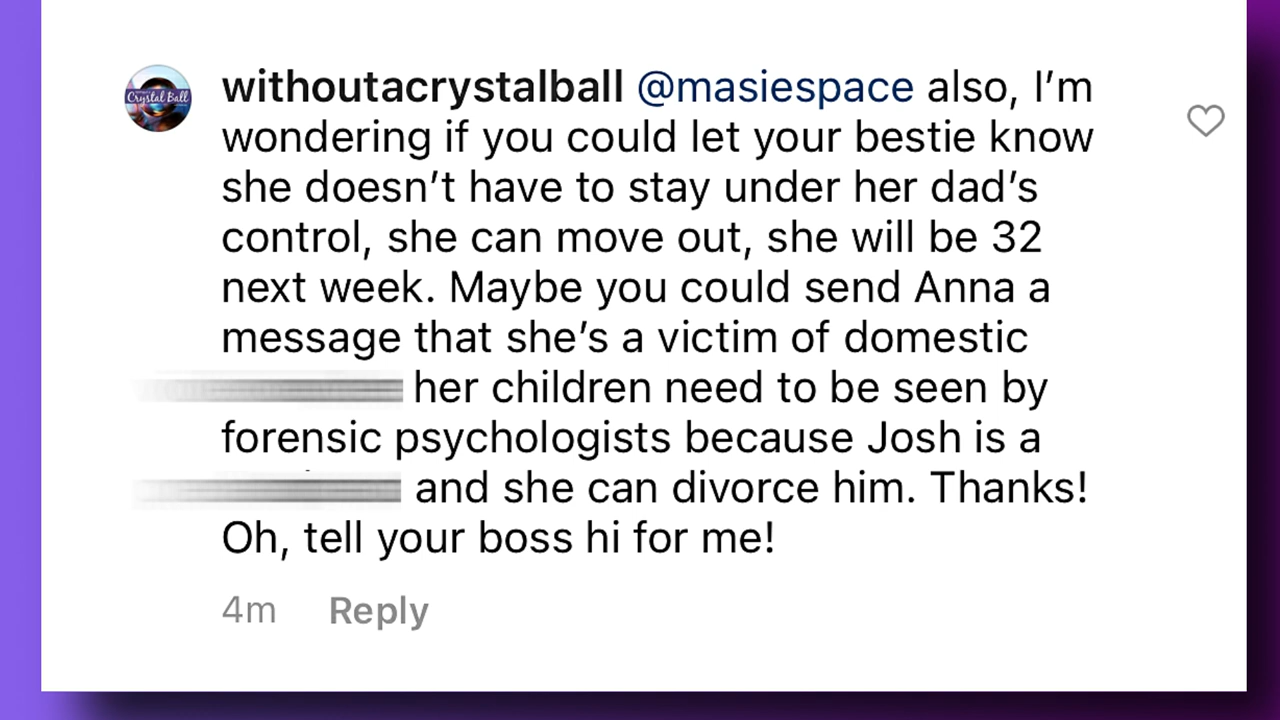 Crystal Ball
withoutacrystalball @masiespace also, I’m
wondering if you could let your bestie know
she doesn’t have to stay under her dad’s
control, she can move out, she will be 32
next week. Maybe you could send Anna a
message that she’s a victim of domestic
her children need to be seen by
forensic psychologists because Josh is a
and she can divorce him. Thanks!
Oh, tell your boss hi for me!
4m Reply